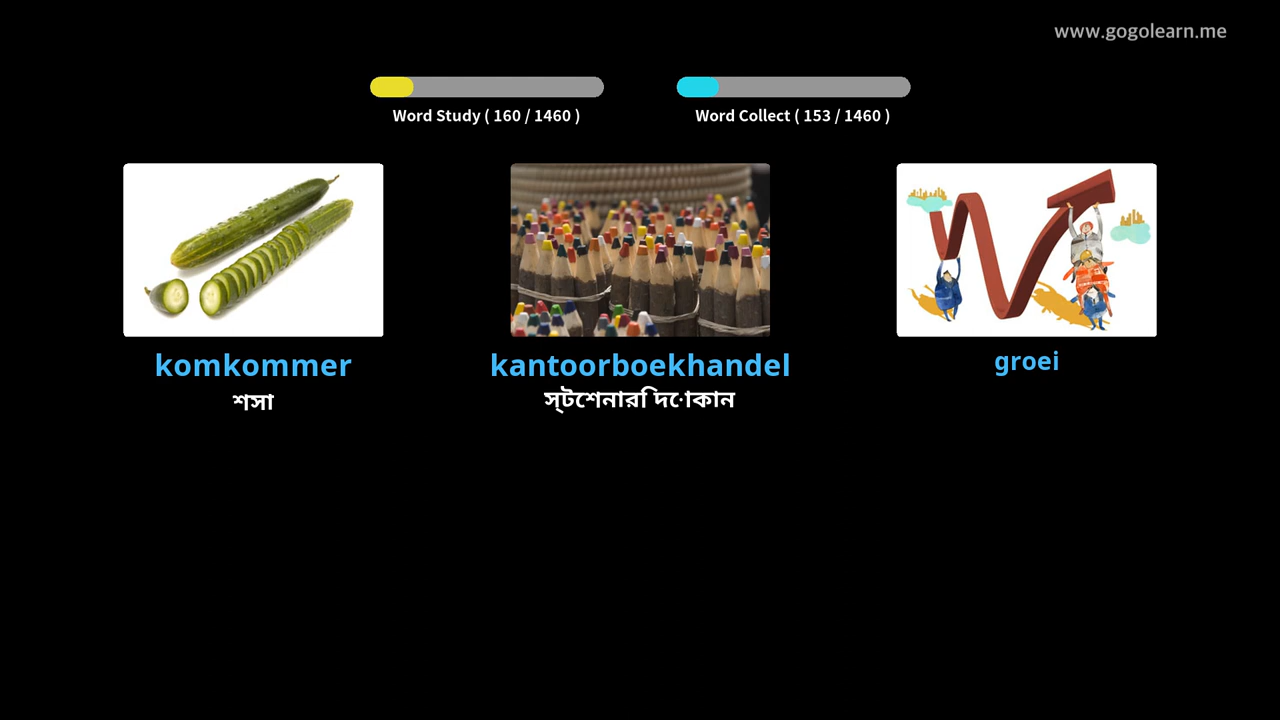 www.gogolearn.me
Word Study ( 160 / 1460 )
Word Collect ( 153 / 1460 )
komkommer
শসা
kantoorboekhandel
স্টেশনারি দোকান
groei